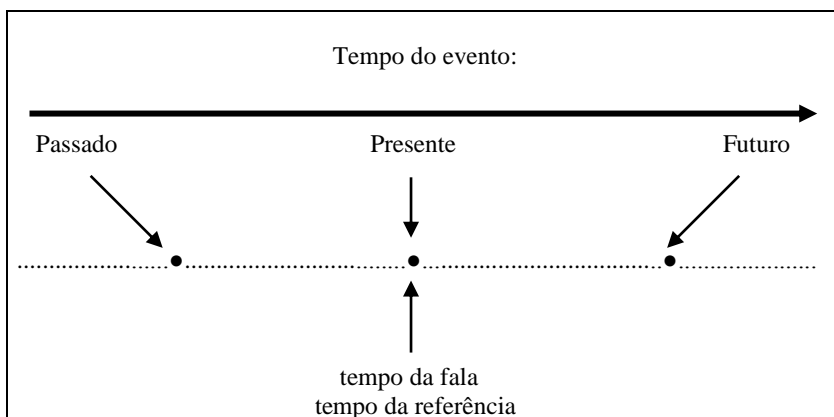 Tempo do evento:
Passado Presente Futuro
tempo da fala
tempo da referência